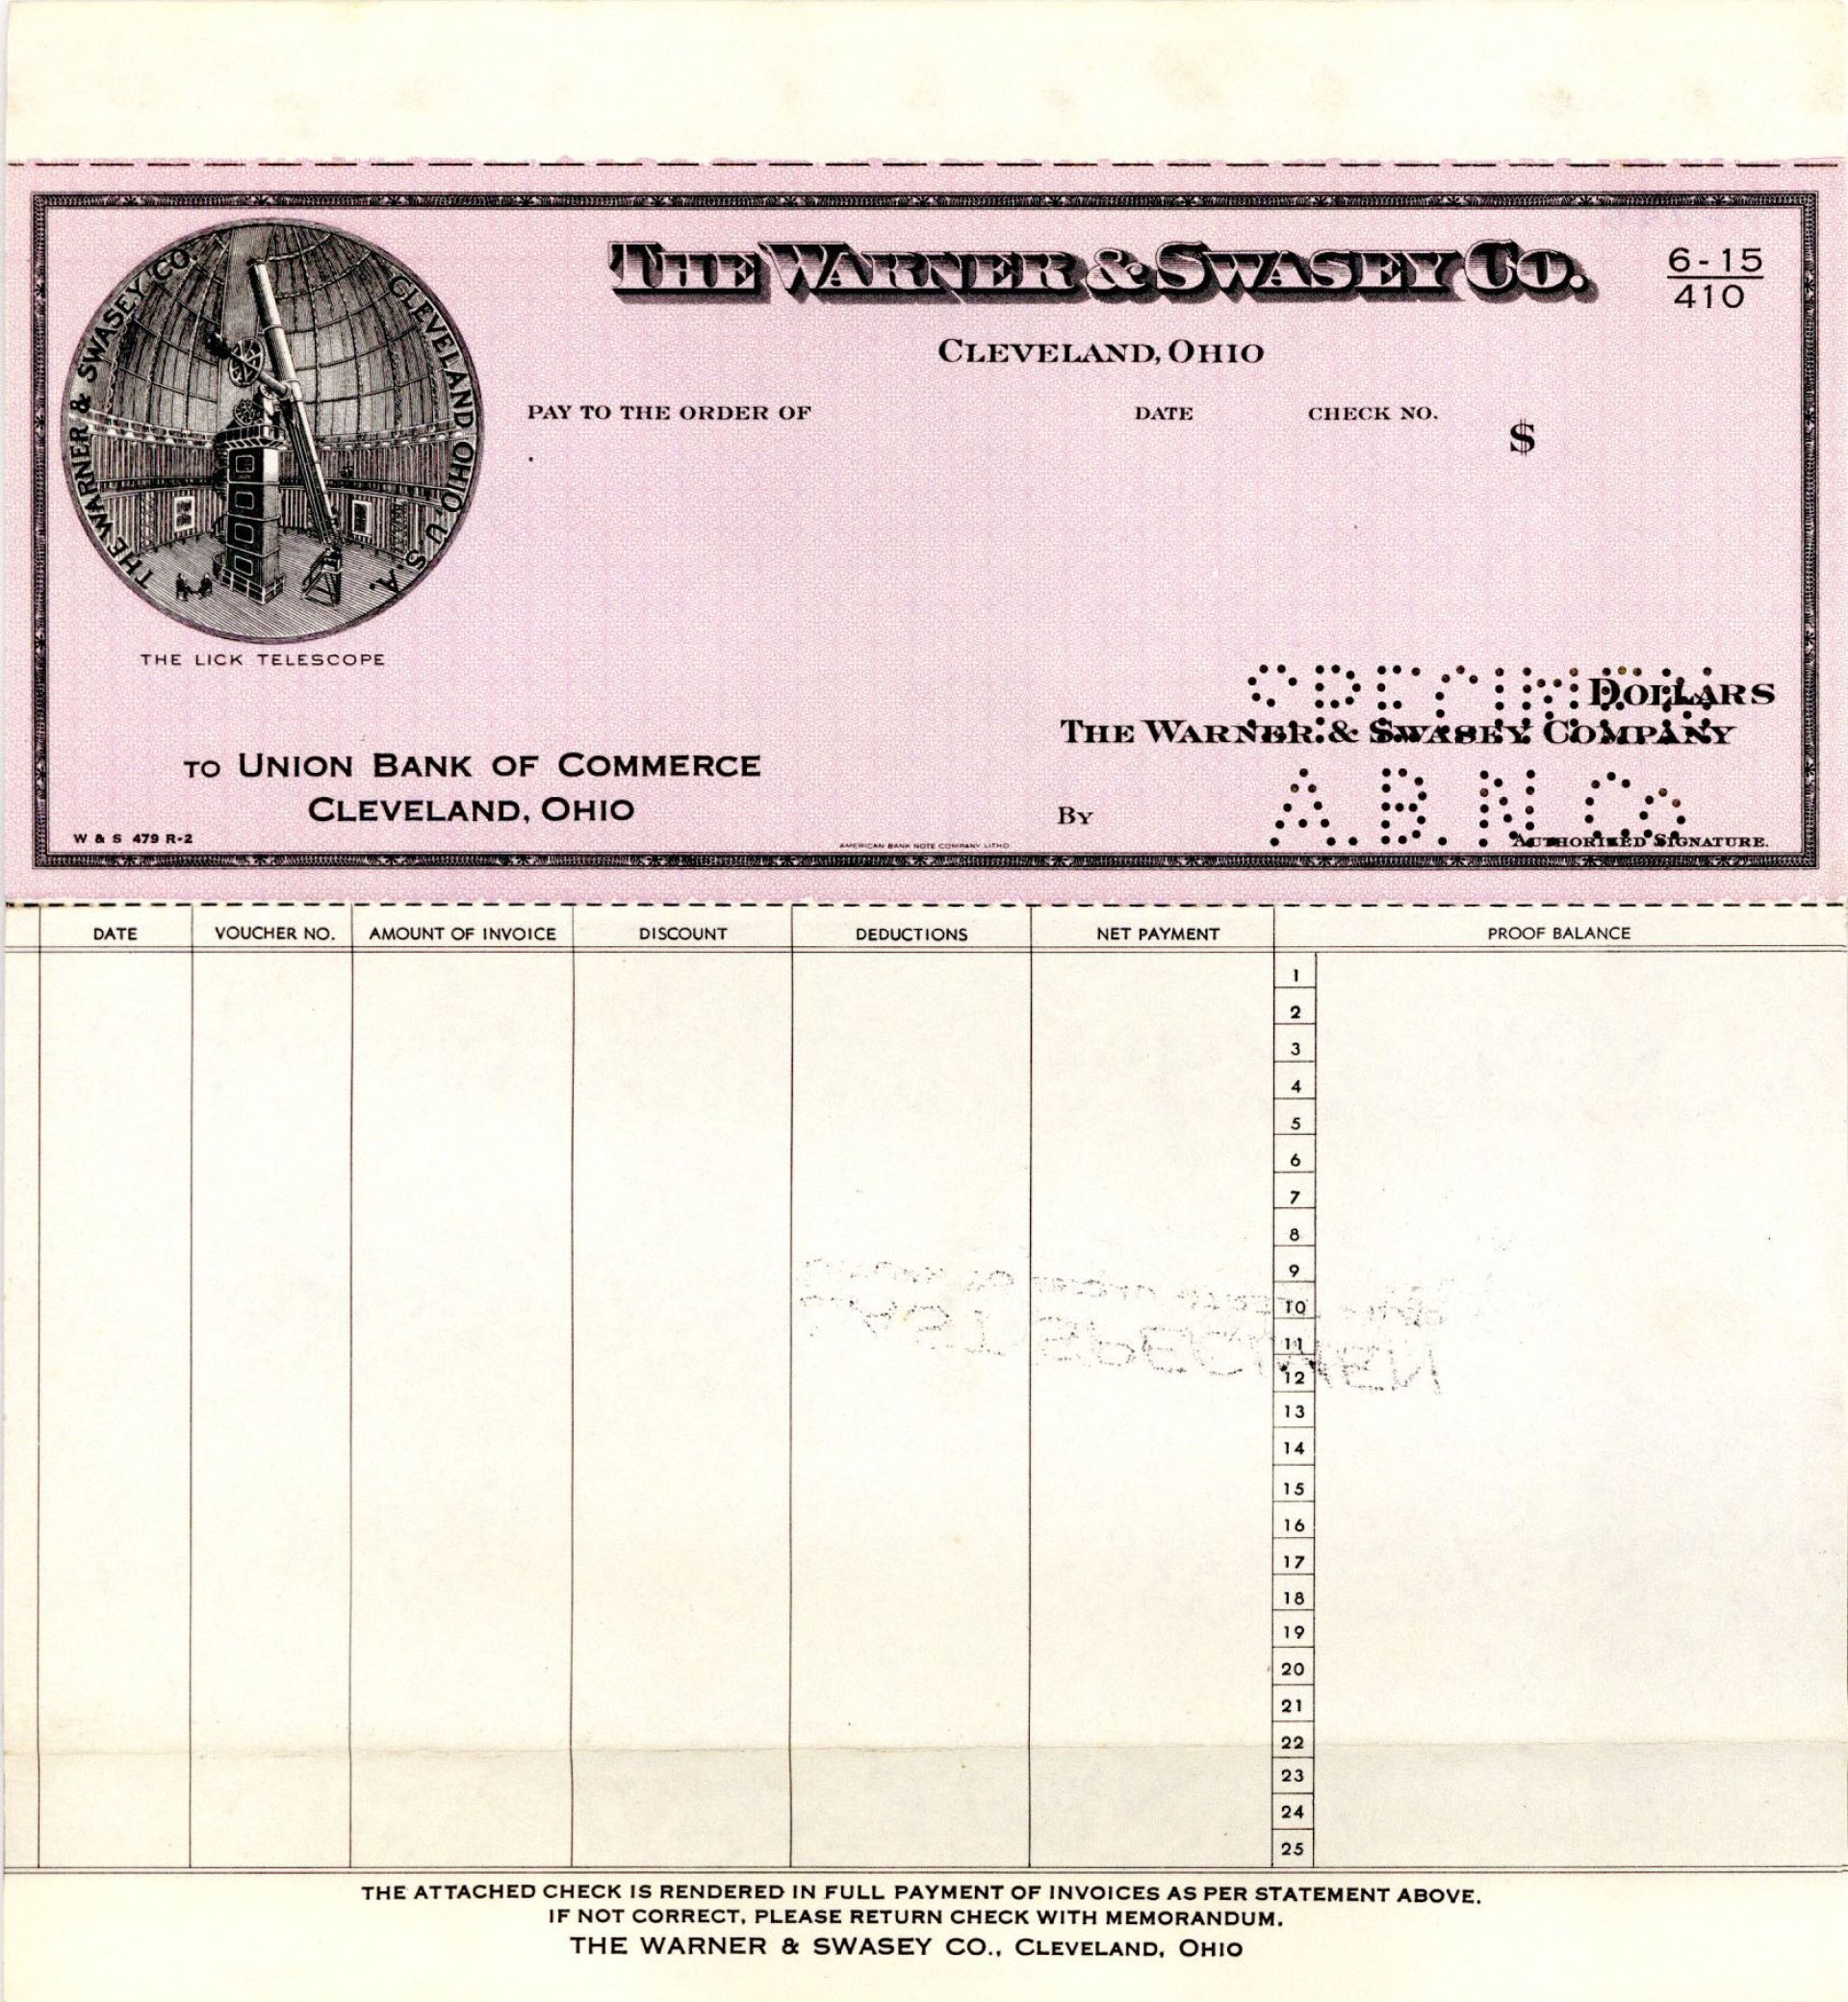 THE WARNER & SWASEY CO. CLEVELAND OHIO, U.S.A.
THE LICK TELESCOPE
THE WARNER & SWASEY CO.
6-15
410
CLEVELAND, OHIO
PAY TO THE ORDER OF
DATE
CHECK NO.
$
SPECIMEN
DOLLARS
THE WARNER & SWASEY COMPANY
TO UNION BANK OF COMMERCE
CLEVELAND, OHIO
A.B.N.Co.
BY
AUTHORIZED SIGNATURE.
W & S 479 R-2
AMERICAN BANK NOTE COMPANY LITHO.
DATE VOUCHER NO. AMOUNT OF INVOICE DISCOUNT DEDUCTIONS NET PAYMENT PROOF BALANCE
1
2
3
4
5
6
7
8
9
10
11
12
13
14
15
16
17
18
19
20
21
22
23
24
25
THE ATTACHED CHECK IS RENDERED IN FULL PAYMENT OF INVOICES AS PER STATEMENT ABOVE.
IF NOT CORRECT, PLEASE RETURN CHECK WITH MEMORANDUM.
THE WARNER & SWASEY CO., CLEVELAND, OHIO